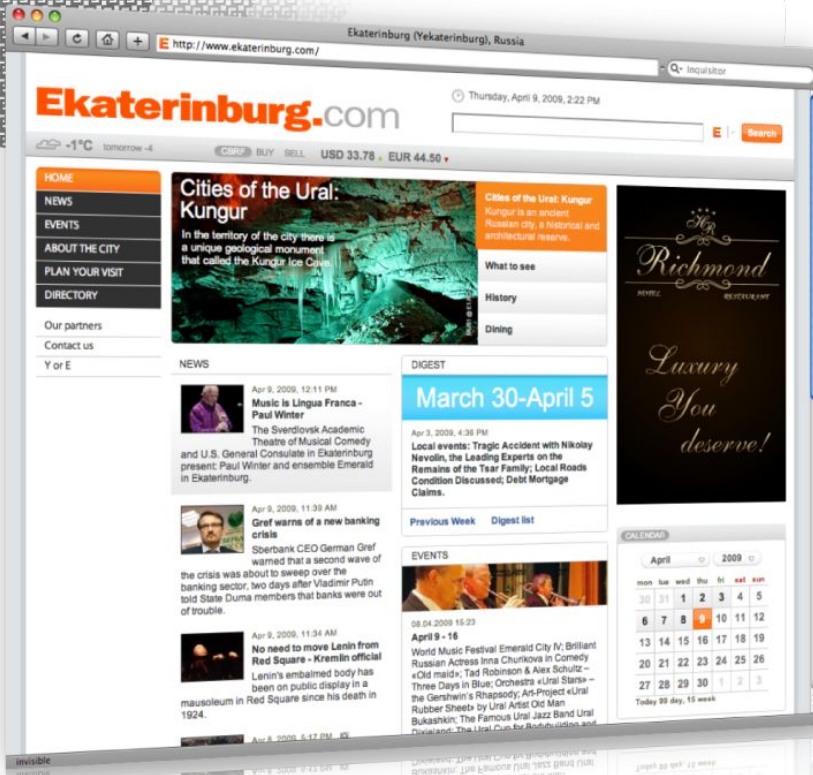 Ekaterinburg (Yekaterinburg), Russia
http://www.ekaterinburg.com/
Inquisitor
Ekaterinburg.com
Thursday, April 9, 2009, 2:22 PM
E
Search
-1°C tomorrow -4
CBRF BUY SELL USD 33.78 EUR 44.50
HOME
NEWS
EVENTS
ABOUT THE CITY
PLAN YOUR VISIT
DIRECTORY
Our partners
Contact us
Y or E
Cities of the Ural:
Kungur
In the territory of the city there is
a unique geological monument
that called the Kungur Ice Cave.
Cities of the Ural: Kungur
Kungur is an ancient
Russian city, a historical and
architectural reserve.
What to see
History
Dining
HR
Richmond
HOTEL RESTAURANT
Luxury
You
deserve!
NEWS
Apr 9, 2009, 12:11 PM
Music is Lingua Franca -
Paul Winter
The Sverdlovsk Academic
Theatre of Musical Comedy
and U.S. General Consulate in Ekaterinburg
present: Paul Winter and ensemble Emerald
in Ekaterinburg.
Apr 9, 2009, 11:39 AM
Gref warns of a new banking
crisis
Sberbank CEO German Gref
warned that a second wave of
the crisis was about to sweep over the
banking sector, two days after Vladimir Putin
told State Duma members that banks were out
of trouble.
Apr 9, 2009, 11:34 AM
No need to move Lenin from
Red Square - Kremlin official
Lenin's embalmed body has
been on public display in a
mausoleum in Red Square since his death in
1924.
Apr 8, 2009, 5:17 PM
DIGEST
March 30-April 5
Apr 3, 2009, 4:36 PM
Local events: Tragic Accident with Nikolay
Nevolin, the Leading Experts on the
Remains of the Tsar Family; Local Roads
Condition Discussed; Debt Mortgage
Claims.
Previous Week Digest list
EVENTS
08.04.2009 15:23
April 9 - 16
World Music Festival Emerald City IV; Brilliant
Russian Actress Inna Churikova in Comedy
«Old maid»; Tad Robinson & Alex Schultz –
Three Days in Blue; Orchestra «Ural Stars» –
the Gershwin's Rhapsody; Art-Project «Ural
Rubber Sheet» by Ural Artist Old Man
Bukashkin; The Famous Ural Jazz Band Ural
Dixieland; The Ural Cup for Bodybuilding and
CALENDAR
April 2009
mon tue wed thu fri sat sun
30 31 1 2 3 4 5
6 7 8 9 10 11 12
13 14 15 16 17 18 19
20 21 22 23 24 25 26
27 28 29 30 1 2 3
Today 99 day, 15 week
invisible